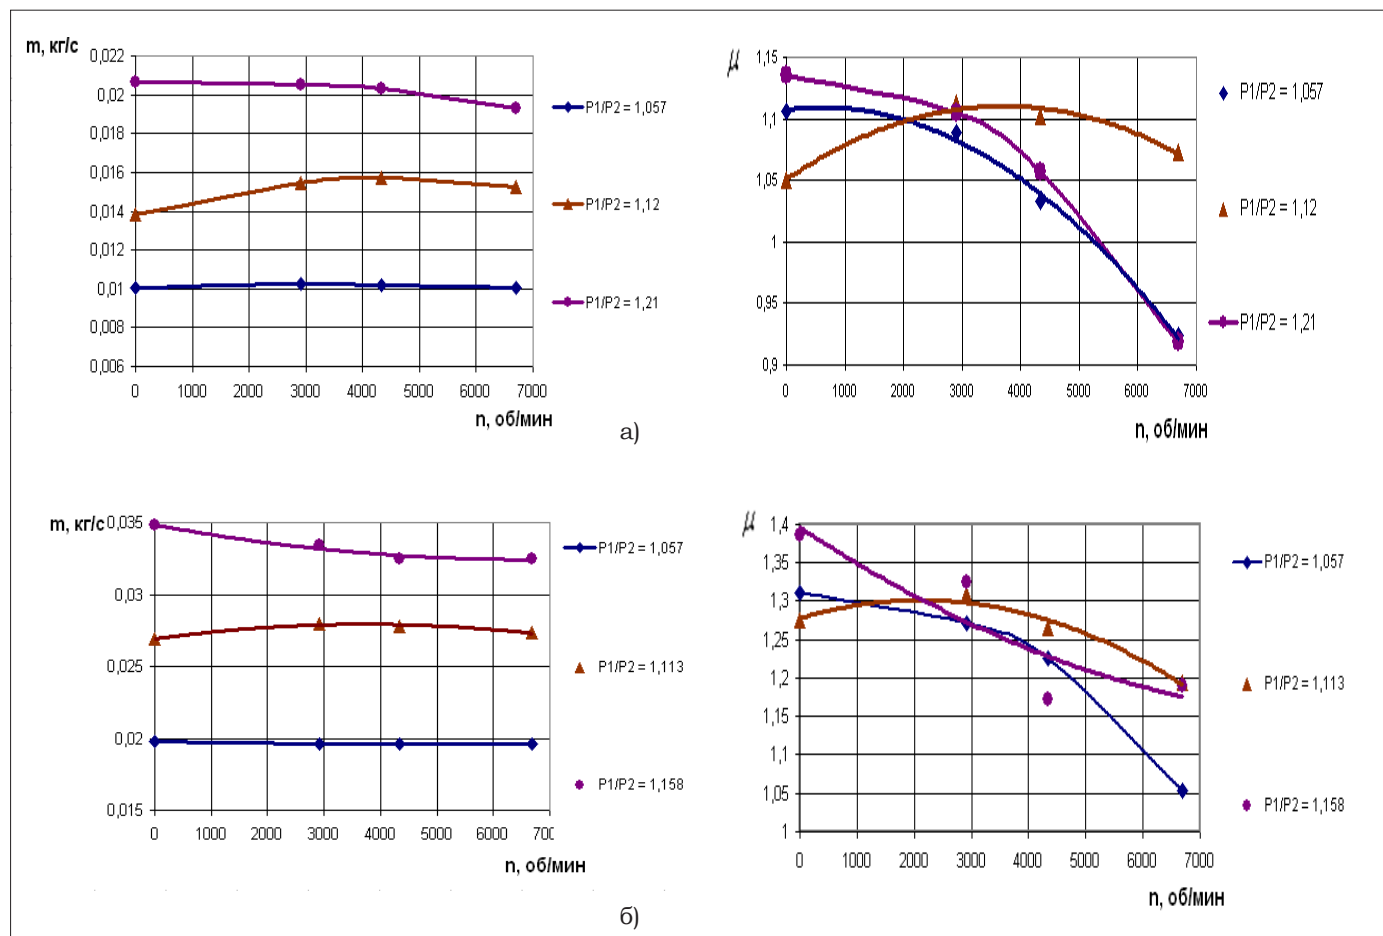 m, кг/с
0,022
0,02
0,018
0,016
0,014
0,012
0,01
0,008
0,006
0 1000 2000 3000 4000 5000 6000 7000
n, об/мин
P1/P2 = 1,057
P1/P2 = 1,12
P1/P2 = 1,21
μ
1,15
1,1
1,05
1
0,95
0,9
0 1000 2000 3000 4000 5000 6000 7000
n, об/мин
P1/P2 = 1,057
P1/P2 = 1,12
P1/P2 = 1,21
а)
m, кг/с
0,035
0,03
0,025
0,02
0,015
0 1000 2000 3000 4000 5000 6000 700
n, об/мин
P1/P2 = 1,057
P1/P2 = 1,113
P1/P2 = 1,158
μ
1,4
1,35
1,3
1,25
1,2
1,15
1,1
1,05
1
0 1000 2000 3000 4000 5000 6000 7000
n, об/мин
P1/P2 = 1,057
P1/P2 = 1,113
P1/P2 = 1,158
б)